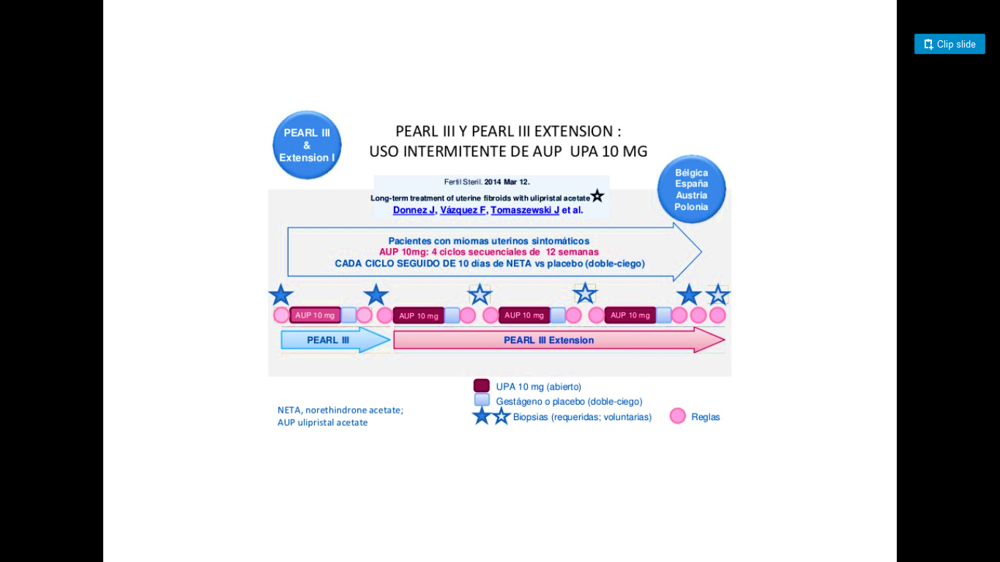 Clip slide
PEARL III
&
Extension I
PEARL III Y PEARL III EXTENSION :
USO INTERMITENTE DE AUP UPA 10 MG
Bélgica
España
Austria
Polonia
Fertil Steril. 2014 Mar 12.
Long-term treatment of uterine fibroids with ulipristal acetate
Donnez J, Vázquez F, Tomaszewski J et al.
Pacientes con miomas uterinos sintomáticos
AUP 10mg: 4 ciclos secuenciales de 12 semanas
CADA CICLO SEGUIDO DE 10 días de NETA vs placebo (doble-ciego)
AUP 10 mg
AUP 10 mg
AUP 10 mg
AUP 10 mg
PEARL III
PEARL III Extension
UPA 10 mg (abierto)
Gestágeno o placebo (doble-ciego)
Biopsias (requeridas; voluntarias)
Reglas
NETA, norethindrone acetate;
AUP ulipristal acetate